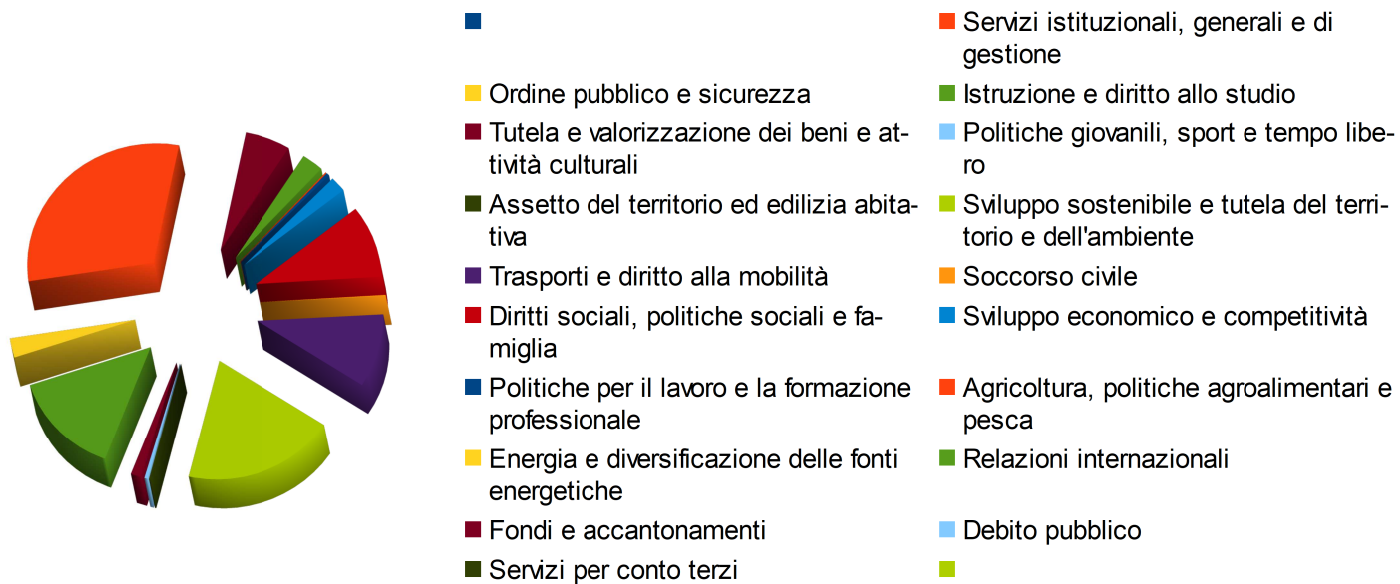 Servizi istituzionali, generali e di
gestione
Ordine pubblico e sicurezza
Istruzione e diritto allo studio
Tutela e valorizzazione dei beni e at-
tività culturali
Politiche giovanili, sport e tempo libe-
ro
Assetto del territorio ed edilizia abita-
tiva
Sviluppo sostenibile e tutela del terri-
torio e dell'ambiente
Trasporti e diritto alla mobilità
Soccorso civile
Diritti sociali, politiche sociali e fa-
miglia
Sviluppo economico e competitività
Politiche per il lavoro e la formazione
professionale
Agricoltura, politiche agroalimentari e
pesca
Energia e diversificazione delle fonti
energetiche
Relazioni internazionali
Fondi e accantonamenti
Debito pubblico
Servizi per conto terzi